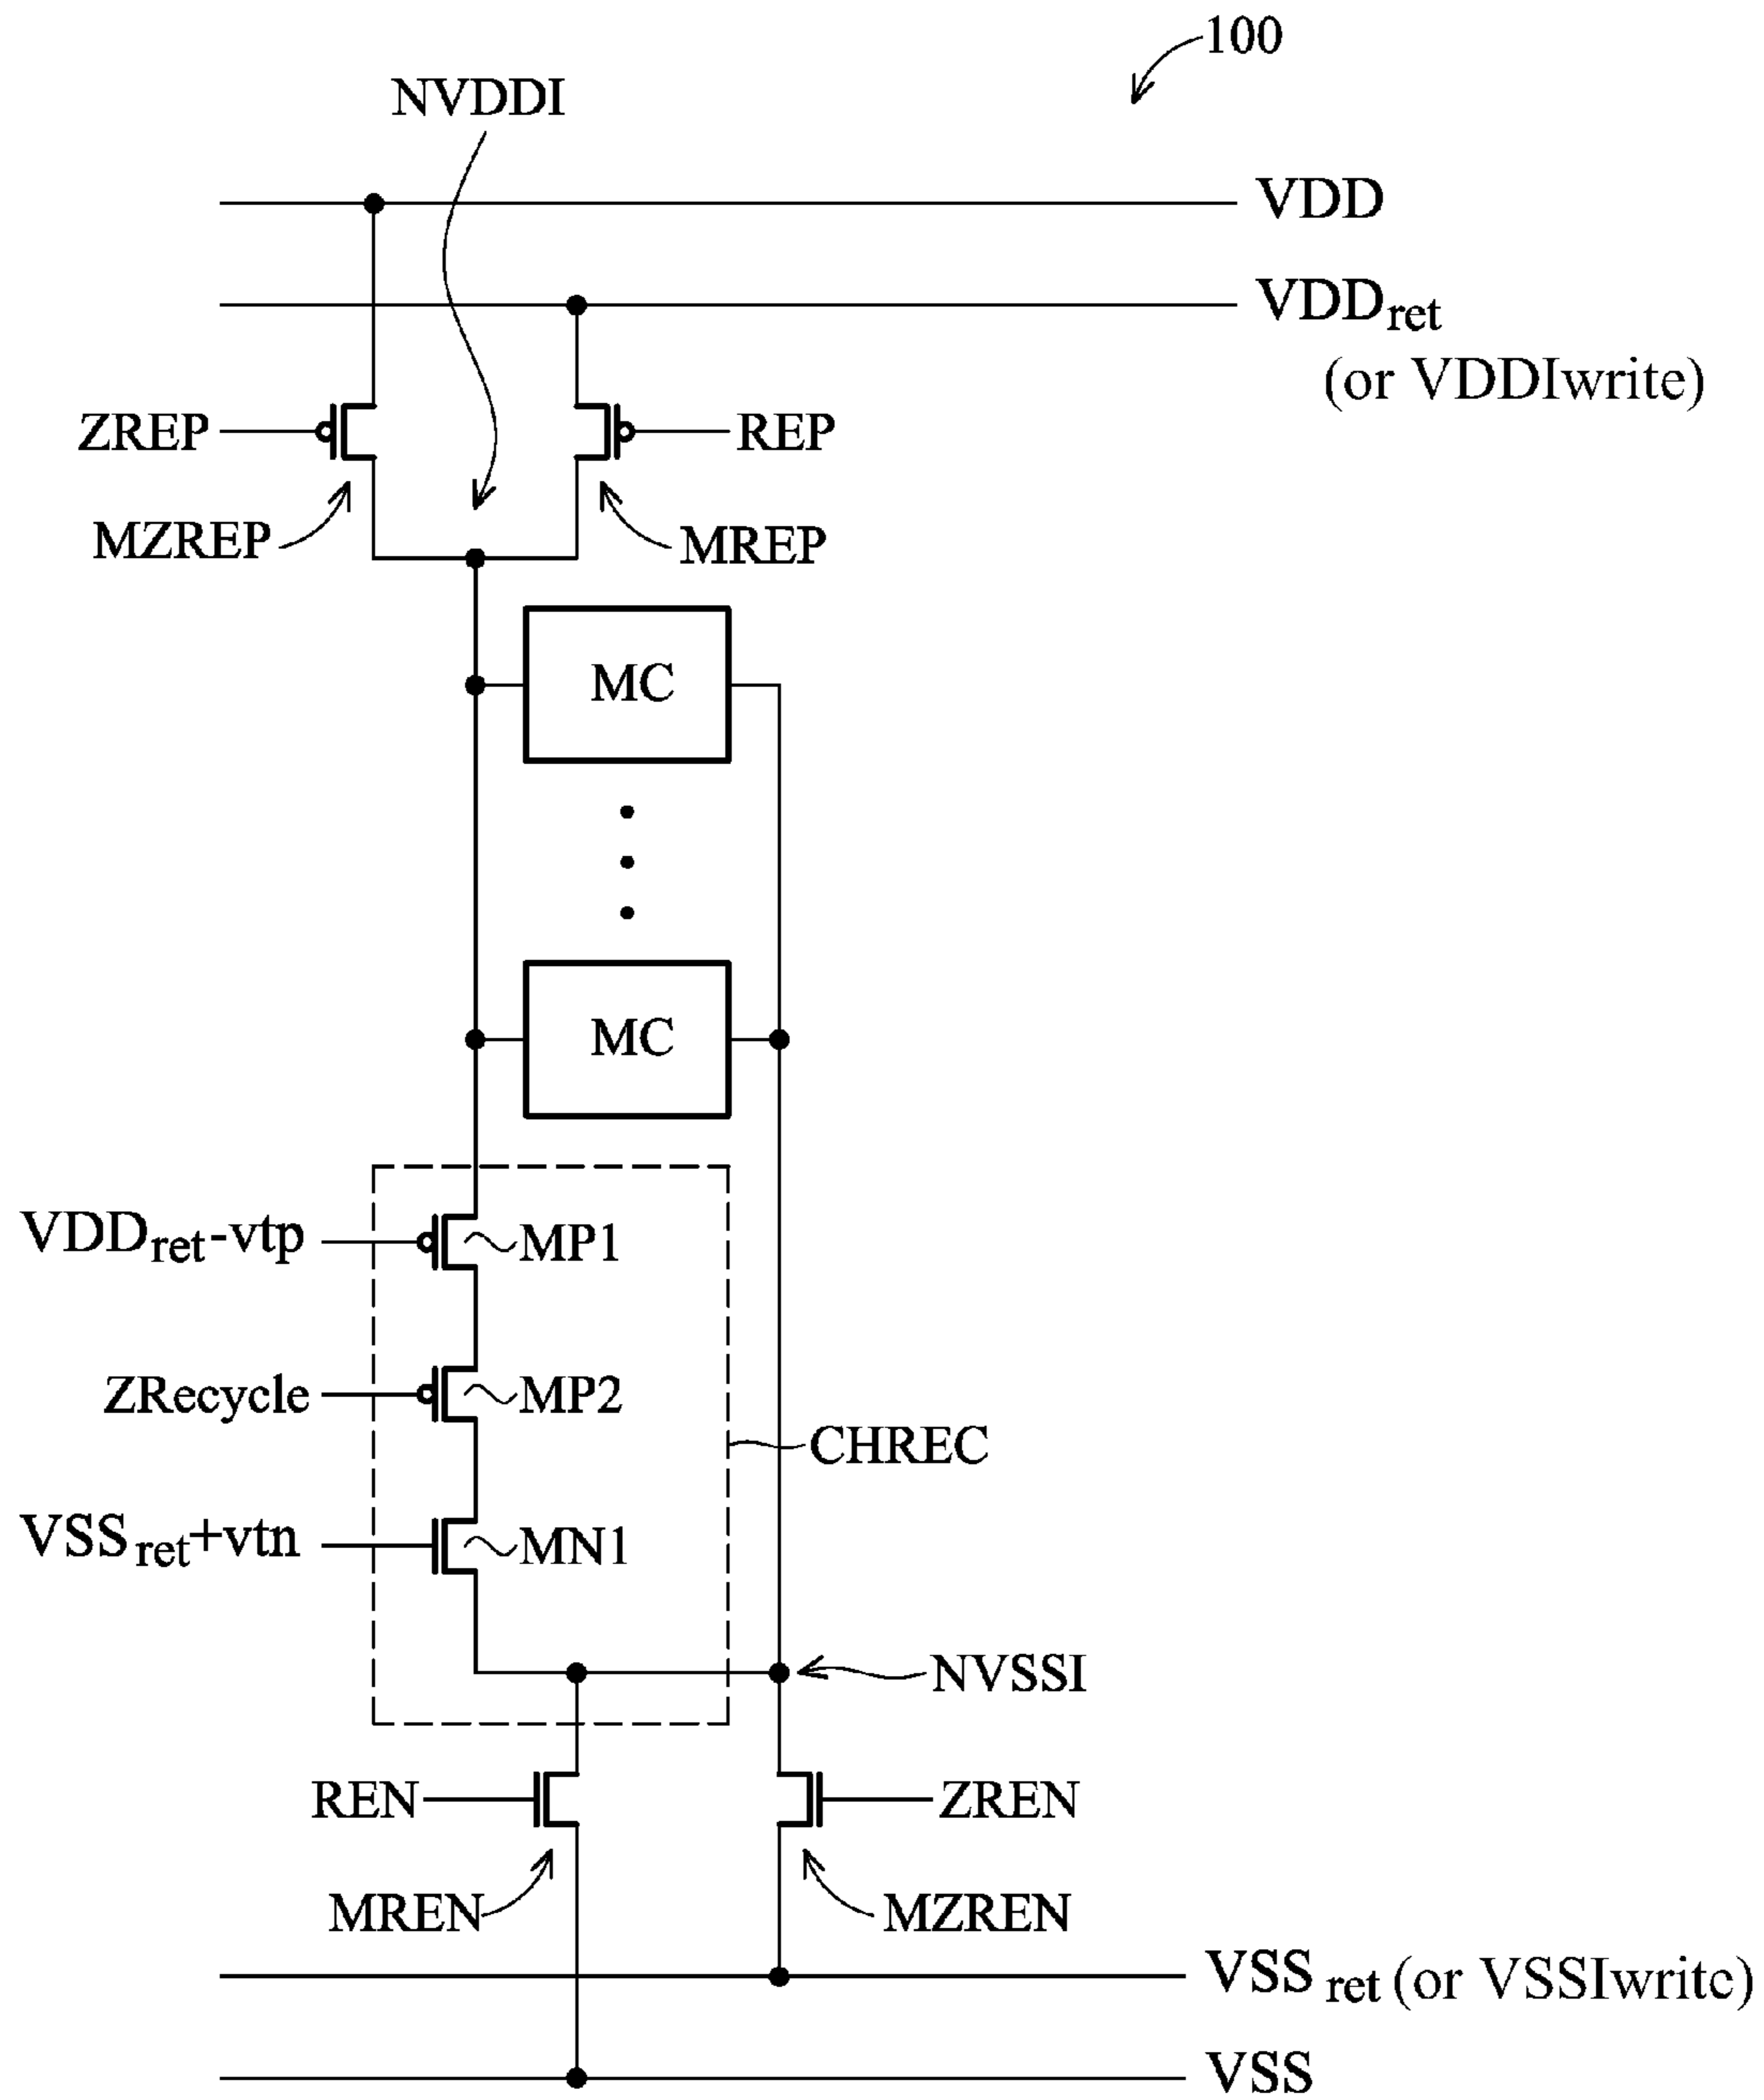 100
NVDDI
VDD
VDDret
(or VDDIwrite)
ZREP
REP
MZREP
MREP
MC
MC
VDDret-vtp
MP1
ZRecycle
MP2
CHREC
VSSret+vtn
MN1
NVSSI
REN
ZREN
MREN
MZREN
VSS ret (or VSSIwrite)
VSS